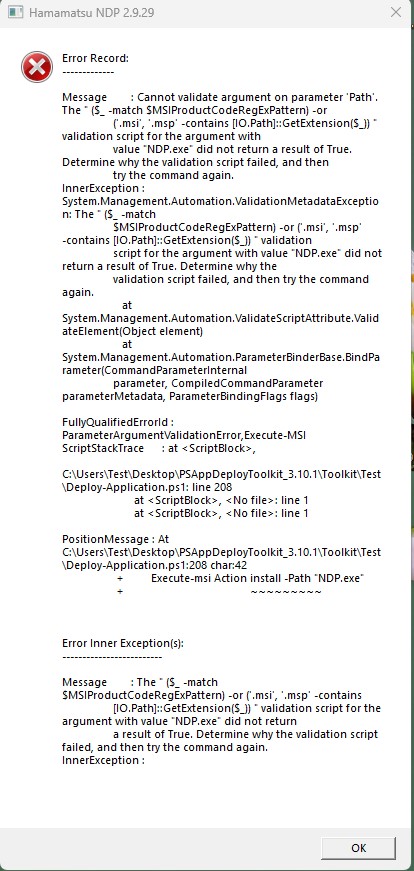 Hamamatsu NDP 2.9.29
Error Record:
-------------
Message : Cannot validate argument on parameter 'Path'.
The " ($_ -match $MSIProductCodeRegExPattern) -or
('.msi', '.msp' -contains [IO.Path]::GetExtension($_)) "
validation script for the argument with
value "NDP.exe" did not return a result of True.
Determine why the validation script failed, and then
try the command again.
InnerException :
System.Management.Automation.ValidationMetadataExceptio
n: The " ($_ -match
$MSIProductCodeRegExPattern) -or ('.msi', '.msp'
-contains [IO.Path]::GetExtension($_)) " validation
script for the argument with value "NDP.exe" did not
return a result of True. Determine why the
validation script failed, and then try the command
again.
at
System.Management.Automation.ValidateScriptAttribute.Valid
ateElement(Object element)
at
System.Management.Automation.ParameterBinderBase.BindPa
rameter(CommandParameterInternal
parameter, CompiledCommandParameter
parameterMetadata, ParameterBindingFlags flags)
FullyQualifiedErrorId :
ParameterArgumentValidationError,Execute-MSI
ScriptStackTrace : at <ScriptBlock>,
C:\Users\Test\Desktop\PSAppDeployToolkit_3.10.1\Toolkit\Test
\Deploy-Application.ps1: line 208
at <ScriptBlock>, <No file>: line 1
at <ScriptBlock>, <No file>: line 1
PositionMessage : At
C:\Users\Test\Desktop\PSAppDeployToolkit_3.10.1\Toolkit\Test
\Deploy-Application.ps1:208 char:42
+ Execute-msi Action install -Path "NDP.exe"
+ ~~~~~~~~~
Error Inner Exception(s):
-------------------------
Message : The " ($_ -match
$MSIProductCodeRegExPattern) -or ('.msi', '.msp' -contains
[IO.Path]::GetExtension($_)) " validation script for the
argument with value "NDP.exe" did not return
a result of True. Determine why the validation script
failed, and then try the command again.
InnerException :
OK